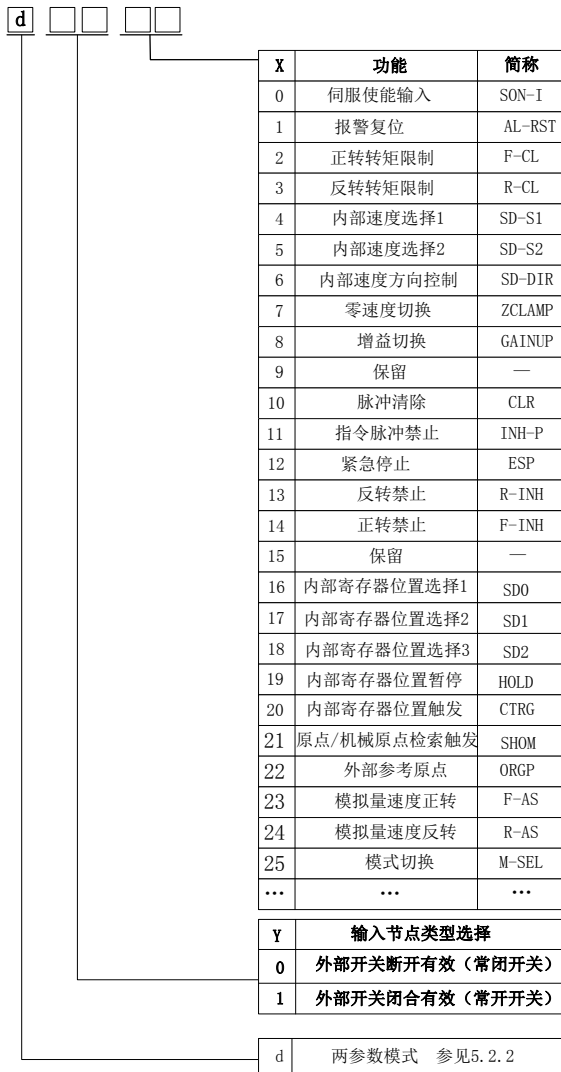 d
X 功能 简称
0 伺服使能输入 SON-I
1 报警复位 AL-RST
2 正转转矩限制 F-CL
3 反转转矩限制 R-CL
4 内部速度选择1 SD-S1
5 内部速度选择2 SD-S2
6 内部速度方向控制 SD-DIR
7 零速度切换 ZCLAMP
8 增益切换 GAINUP
9 保留 —
10 脉冲清除 CLR
11 指令脉冲禁止 INH-P
12 紧急停止 ESP
13 反转禁止 R-INH
14 正转禁止 F-INH
15 保留 —
16 内部寄存器位置选择1 SD0
17 内部寄存器位置选择2 SD1
18 内部寄存器位置选择3 SD2
19 内部寄存器位置暂停 HOLD
20 内部寄存器位置触发 CTRG
21 原点/机械原点检索触发 SHOM
22 外部参考原点 ORGP
23 模拟量速度正转 F-AS
24 模拟量速度反转 R-AS
25 模式切换 M-SEL
… … …
Y 输入节点类型选择
0 外部开关断开有效（常闭开关）
1 外部开关闭合有效（常开开关）
d 两参数模式 参见5.2.2